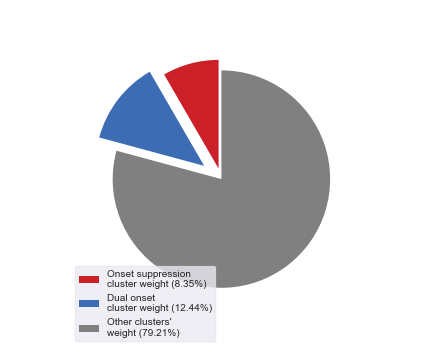 Onset suppression
cluster weight (8.35%)
Dual onset
cluster weight (12.44%)
Other clusters'
weight (79.21%)